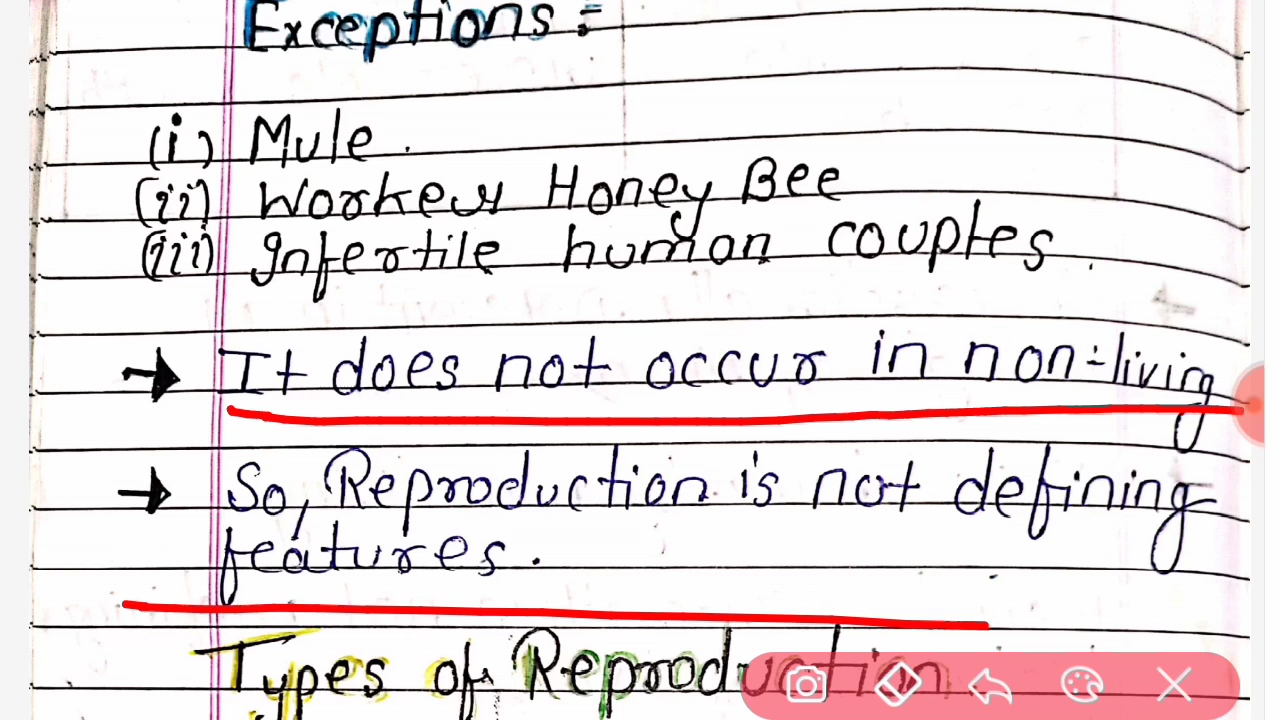 Exceptions :-
(i) Mule.
(ii) Worker Honey Bee
(iii) Infertile human couples.
→ It does not occur in non-living
→ So, Reproduction is not defining
features.
Types of Reproduction